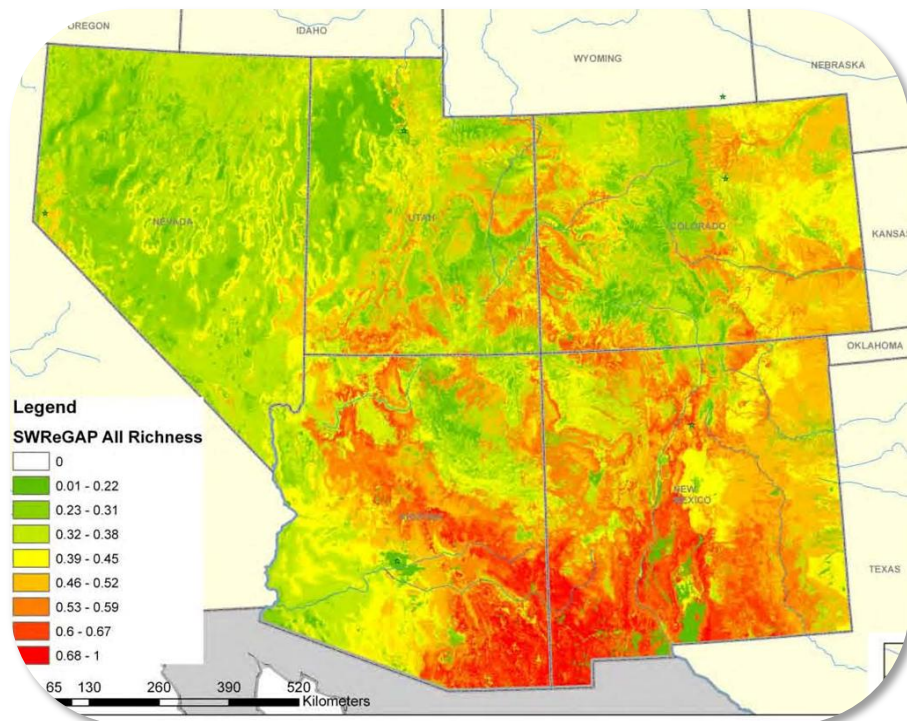 OREGON
IDAHO
WYOMING
NEBRASKA
NEVADA
UTAH
COLORADO
KANSAS
OKLAHOMA
NEW
MEXICO
TEXAS
Legend
SWReGAP All Richness
0
0.01 - 0.22
0.23 - 0.31
0.32 - 0.38
0.39 - 0.45
0.46 - 0.52
0.53 - 0.59
0.6 - 0.67
0.68 - 1
65 130 260 390 520
Kilometers